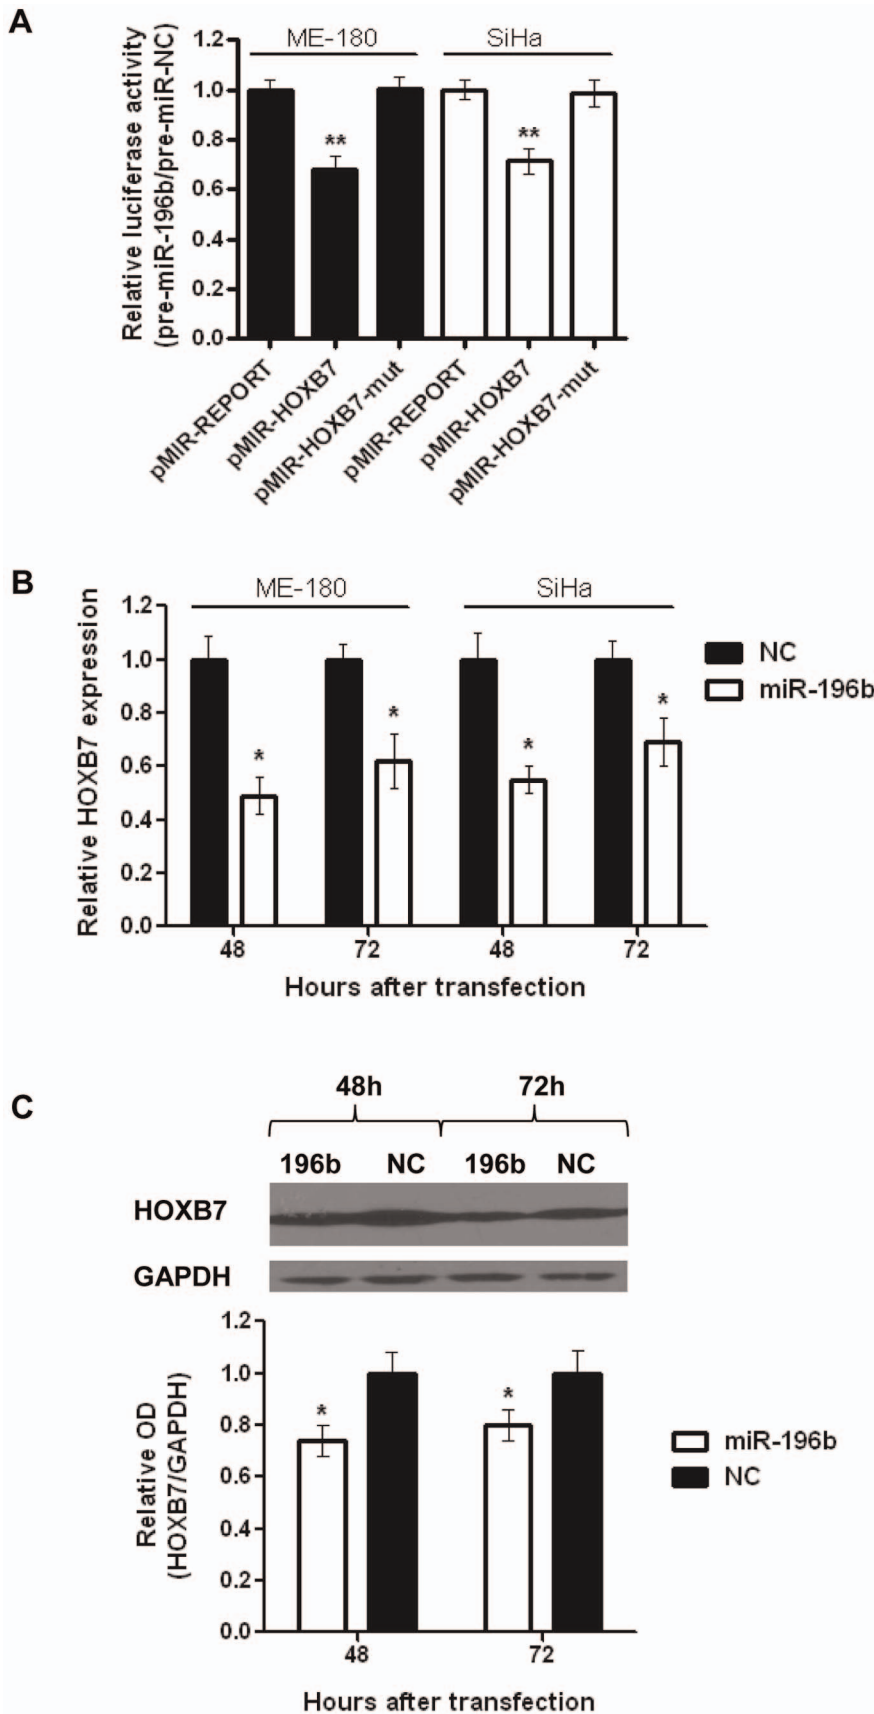 A
ME-180 SiHa
Relative luciferase activity
(pre-miR-196b/pre-miR-NC)
1.2
1.0
0.8
0.6
0.4
0.2
0.0
** **
pMIR-REPORT
pMIR-HOXB7
pMIR-HOXB7-mut
pMIR-REPORT
pMIR-HOXB7
pMIR-HOXB7-mut
B
ME-180 SiHa
Relative HOXB7 expression
1.2
1.0
0.8
0.6
0.4
0.2
0.0
* * * *
48 72 48 72
Hours after transfection
NC
miR-196b
C
48h 72h
196b NC 196b NC
HOXB7
GAPDH
Relative OD
(HOXB7/GAPDH)
1.2
1.0
0.8
0.6
0.4
0.2
0.0
* *
48 72
Hours after transfection
miR-196b
NC